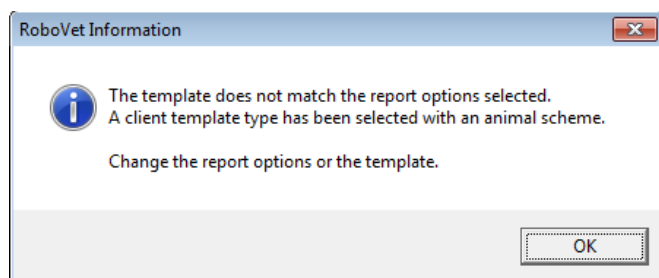 RoboVet Information
The template does not match the report options selected.
A client template type has been selected with an animal scheme.
Change the report options or the template.
OK